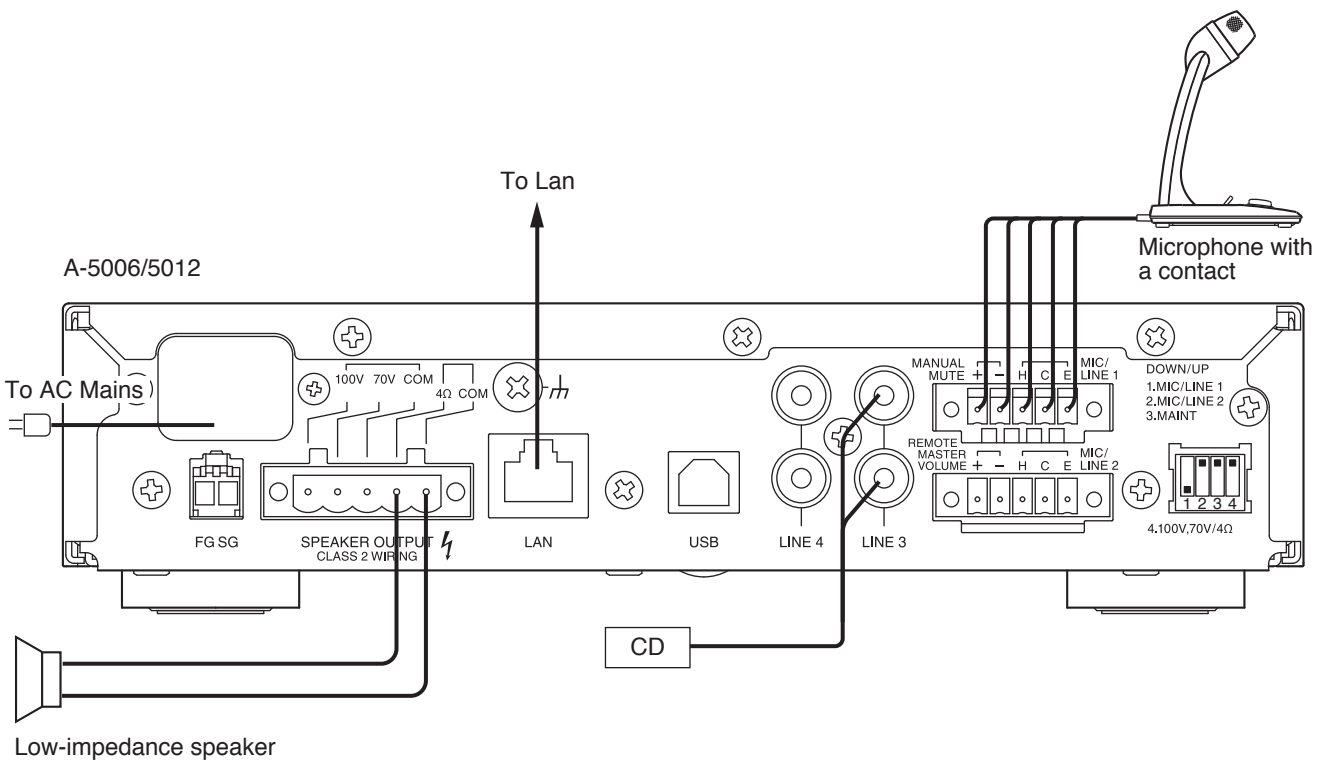 To Lan
Microphone with
a contact
A-5006/5012
To AC Mains
100V 70V COM
4Ω COM
MANUAL
MUTE + − H C E MIC/
LINE 1
DOWN/UP
1.MIC/LINE 1
2.MIC/LINE 2
3.MAINT
REMOTE
MASTER
VOLUME + − H C E MIC/
LINE 2
1 2 3 4
4.100V,70V/4Ω
FG SG
SPEAKER OUTPUT
CLASS 2 WIRING
LAN
USB
LINE 4
LINE 3
CD
Low-impedance speaker